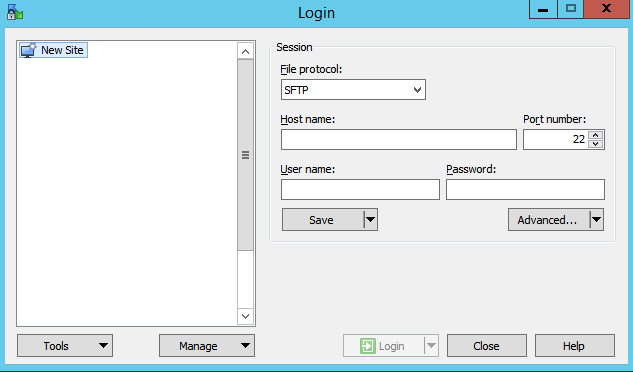 Login
New Site
Session
File protocol:
SFTP
Host name:
Port number:
22
User name:
Password:
Save
Advanced...
Tools
Manage
Login
Close
Help